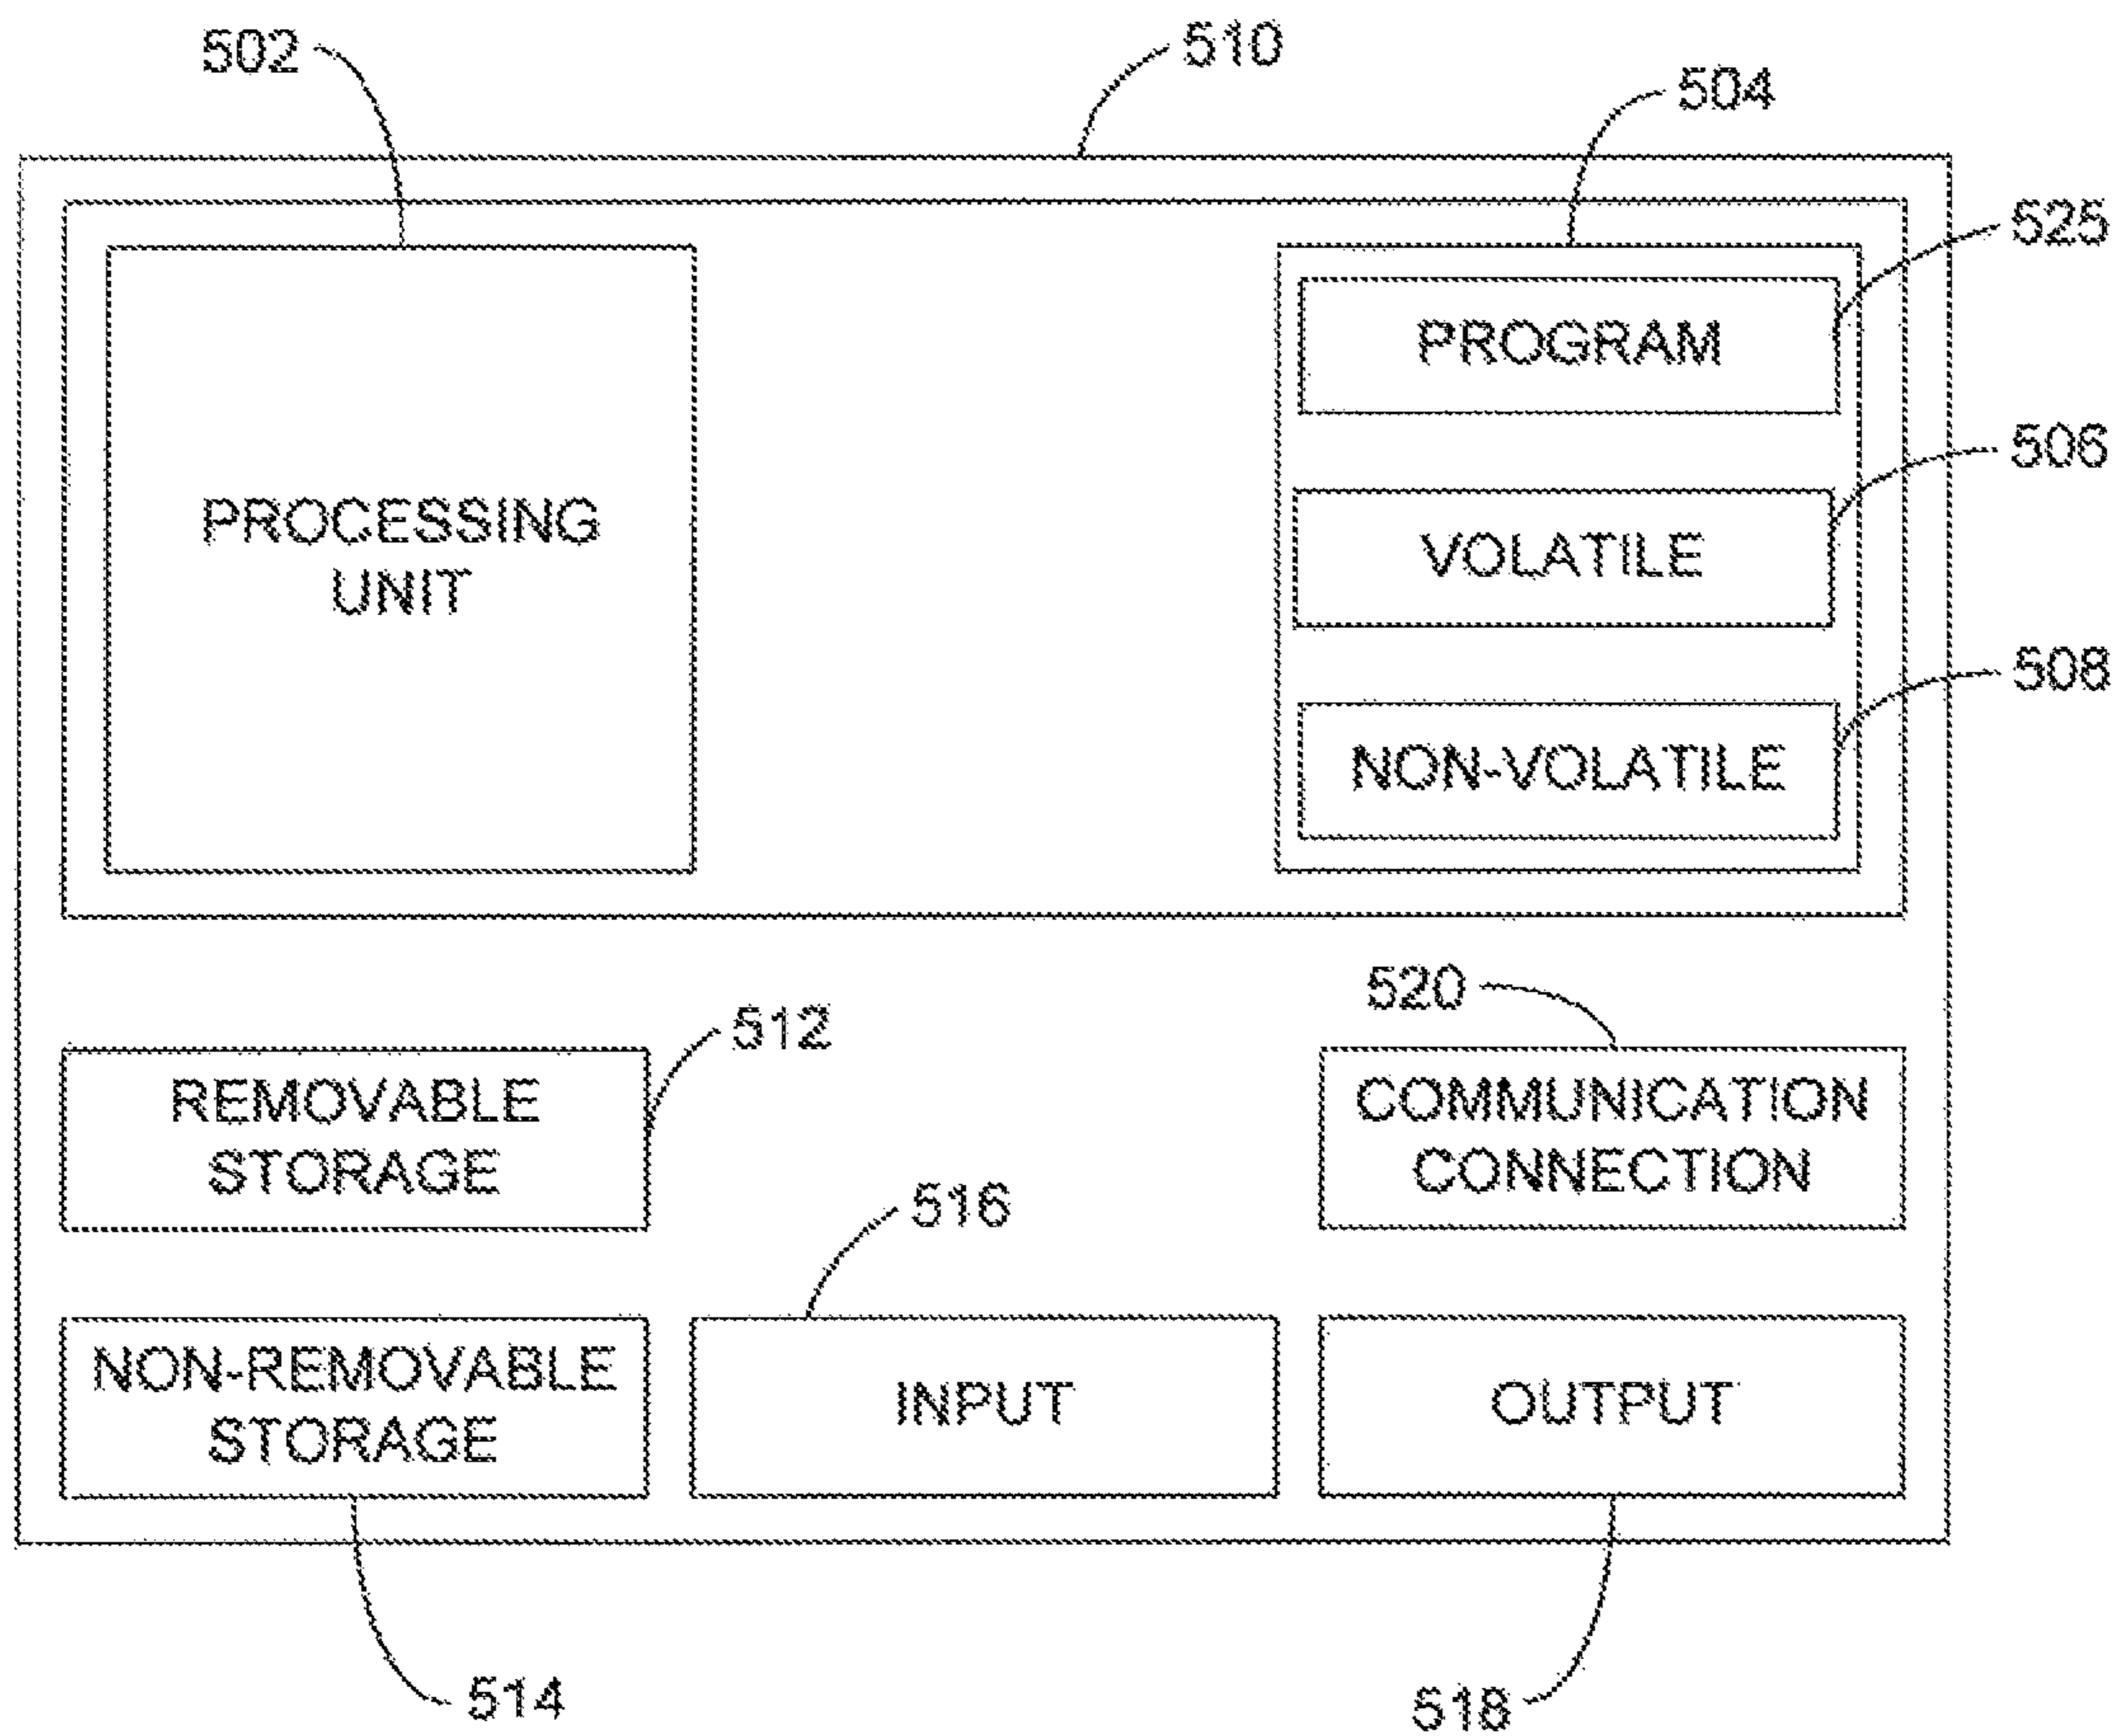 502
510
504
525
PROGRAM
506
PROCESSING
UNIT
VOLATILE
508
NON-VOLATILE
520
512
REMOVABLE
STORAGE
COMMUNICATION
CONNECTION
516
NON-REMOVABLE
STORAGE
INPUT
OUTPUT
514
518